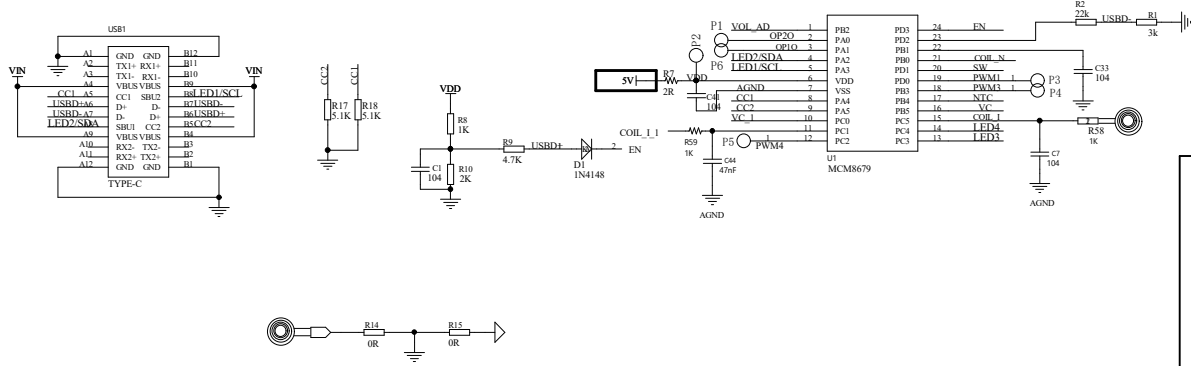 USB1
A1 GND GND B12
A2 TX1+ RX1+ B11
A3 TX1- RX1- B10
VIN A4 VBUS VBUS B9 VIN
CC1 A5 CC1 SBU2 B8 LED1/SCL
USBD+ A6 D+ D- B7 USBD-
USBD- A7 D- D+ B6 USBD+
LED2/SDA A8 SBU1 CC2 B5 CC2
A9 VBUS VBUS B4
A10 RX2- TX2- B3
A11 RX2+ TX2+ B2
A12 GND GND B1
TYPE-C
CC2 CC1
R17 5.1K
R18 5.1K
VDD
R8
1K
C1
104
R10
2K
R9
4.7K
USBD+
D1
1N4148
2
EN
5V
R7
2R
VDD
C41
104
P1
P2
P6
VOL_AD 1 PB2 PD3 24 EN
OP2O 2 PA0 PD2 23
OP1O 3 PA1 PB1 22
LED2/SDA 4 PA2 PB0 21 COIL_N
LED1/SCL 5 PA3 PD1 20 SW
6 VDD PD0 19 PWM1 1 P3
AGND 7 VSS PB3 18 PWM3 1 P4
CC1 8 PA4 PB4 17 NTC
CC2 9 PA5 PB5 16 VC
VC_1 10 PC0 PC5 15 COIL_I
11 PC1 PC4 14 LED4
P5 1 PWM4 12 PC2 PC3 13 LED3
U1
MCM8679
COIL_I_1
R59
1K
C44
47nF
AGND
R2
22k
USBD-
R1
3k
C33
104
R58
1K
C7
104
AGND
R14
0R
R15
0R